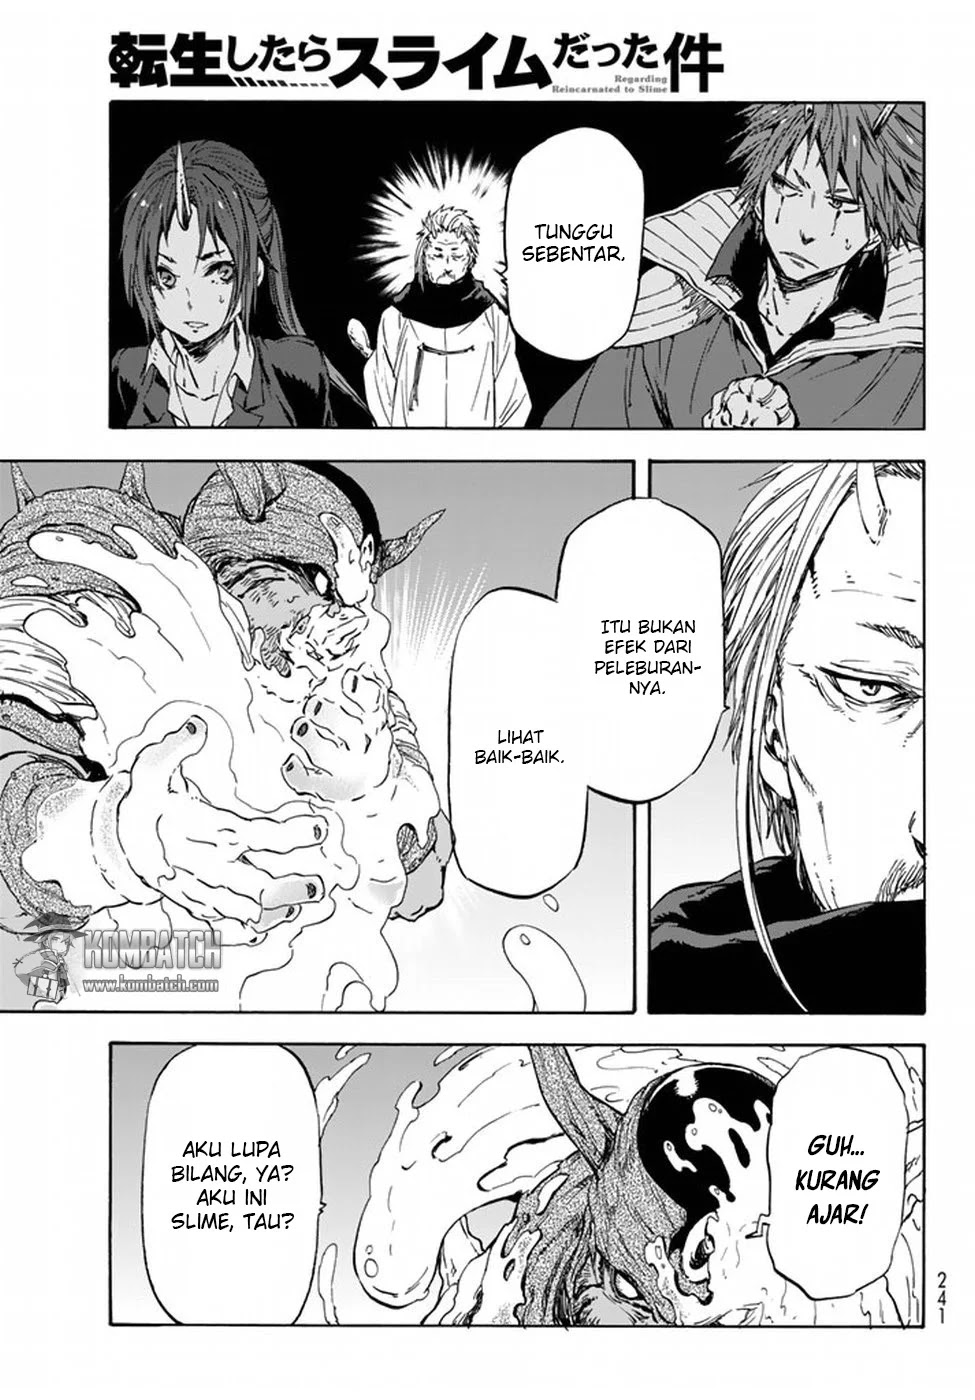 転生したらスライムだった件
Regarding
Reincarnated to Slime
TUNGGU
SEBENTAR.
ITU BUKAN
EFEK DARI
PELEBURAN-
NYA.
LIHAT
BAIK-BAIK.
KOMBATCH
www.kombatch.com
GUH...
KURANG
AJAR!
AKU LUPA
BILANG, YA?
AKU INI
SLIME, TAU?
241